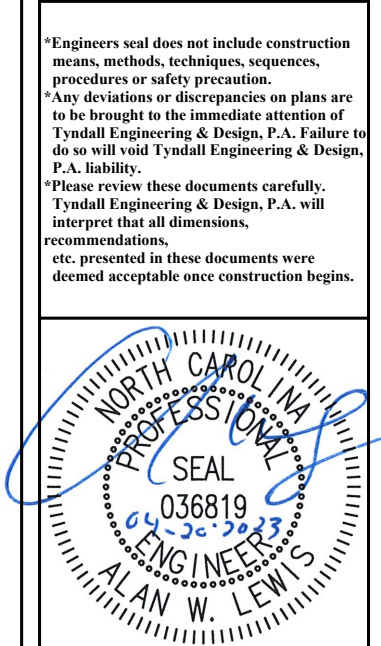 *Engineers seal does not include construction
means, methods, techniques, sequences,
procedures or safety precaution.
*Any deviations or discrepancies on plans are
to be brought to the immediate attention of
Tyndall Engineering & Design, P.A. Failure to
do so will void Tyndall Engineering & Design,
P.A. liability.
*Please review these documents carefully.
Tyndall Engineering & Design, P.A. will
interpret that all dimensions,
recommendations,
etc. presented in these documents were
deemed acceptable once construction begins.
NORTH CAROLINA
PROFESSIONAL
SEAL
036819
04-20-2023
ENGINEER
ALAN W. LEWIS